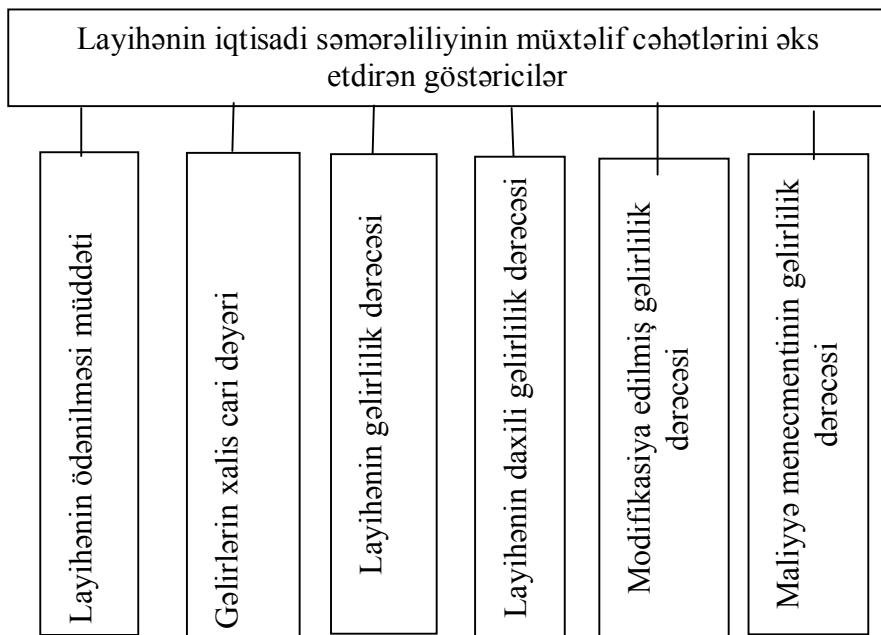 Layihənin iqtisadi səmərəliliyinin müxtəlif cəhətlərini əks
etdirən göstəricilər
Layihənin ödənilməsi müddəti
Gəlirlərin xalis cari dəyəri
Layihənin gəlirlilik dərəcəsi
Layihənin daxili gəlirlilik dərəcəsi
Modifikasiya edilmiş gəlirlilik
dərəcəsi
Maliyyə menecmentinin gəlirlilik
dərəcəsi